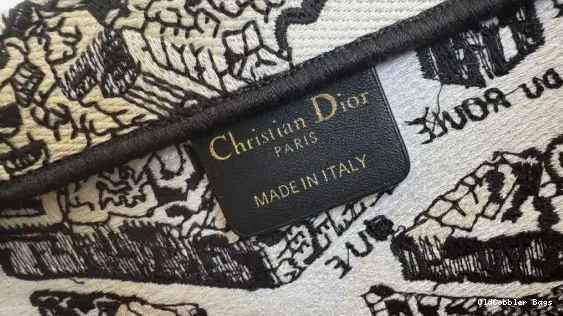 Christian Dior
PARIS
MADE IN ITALY
DU ROUE
OldCobbler Bags